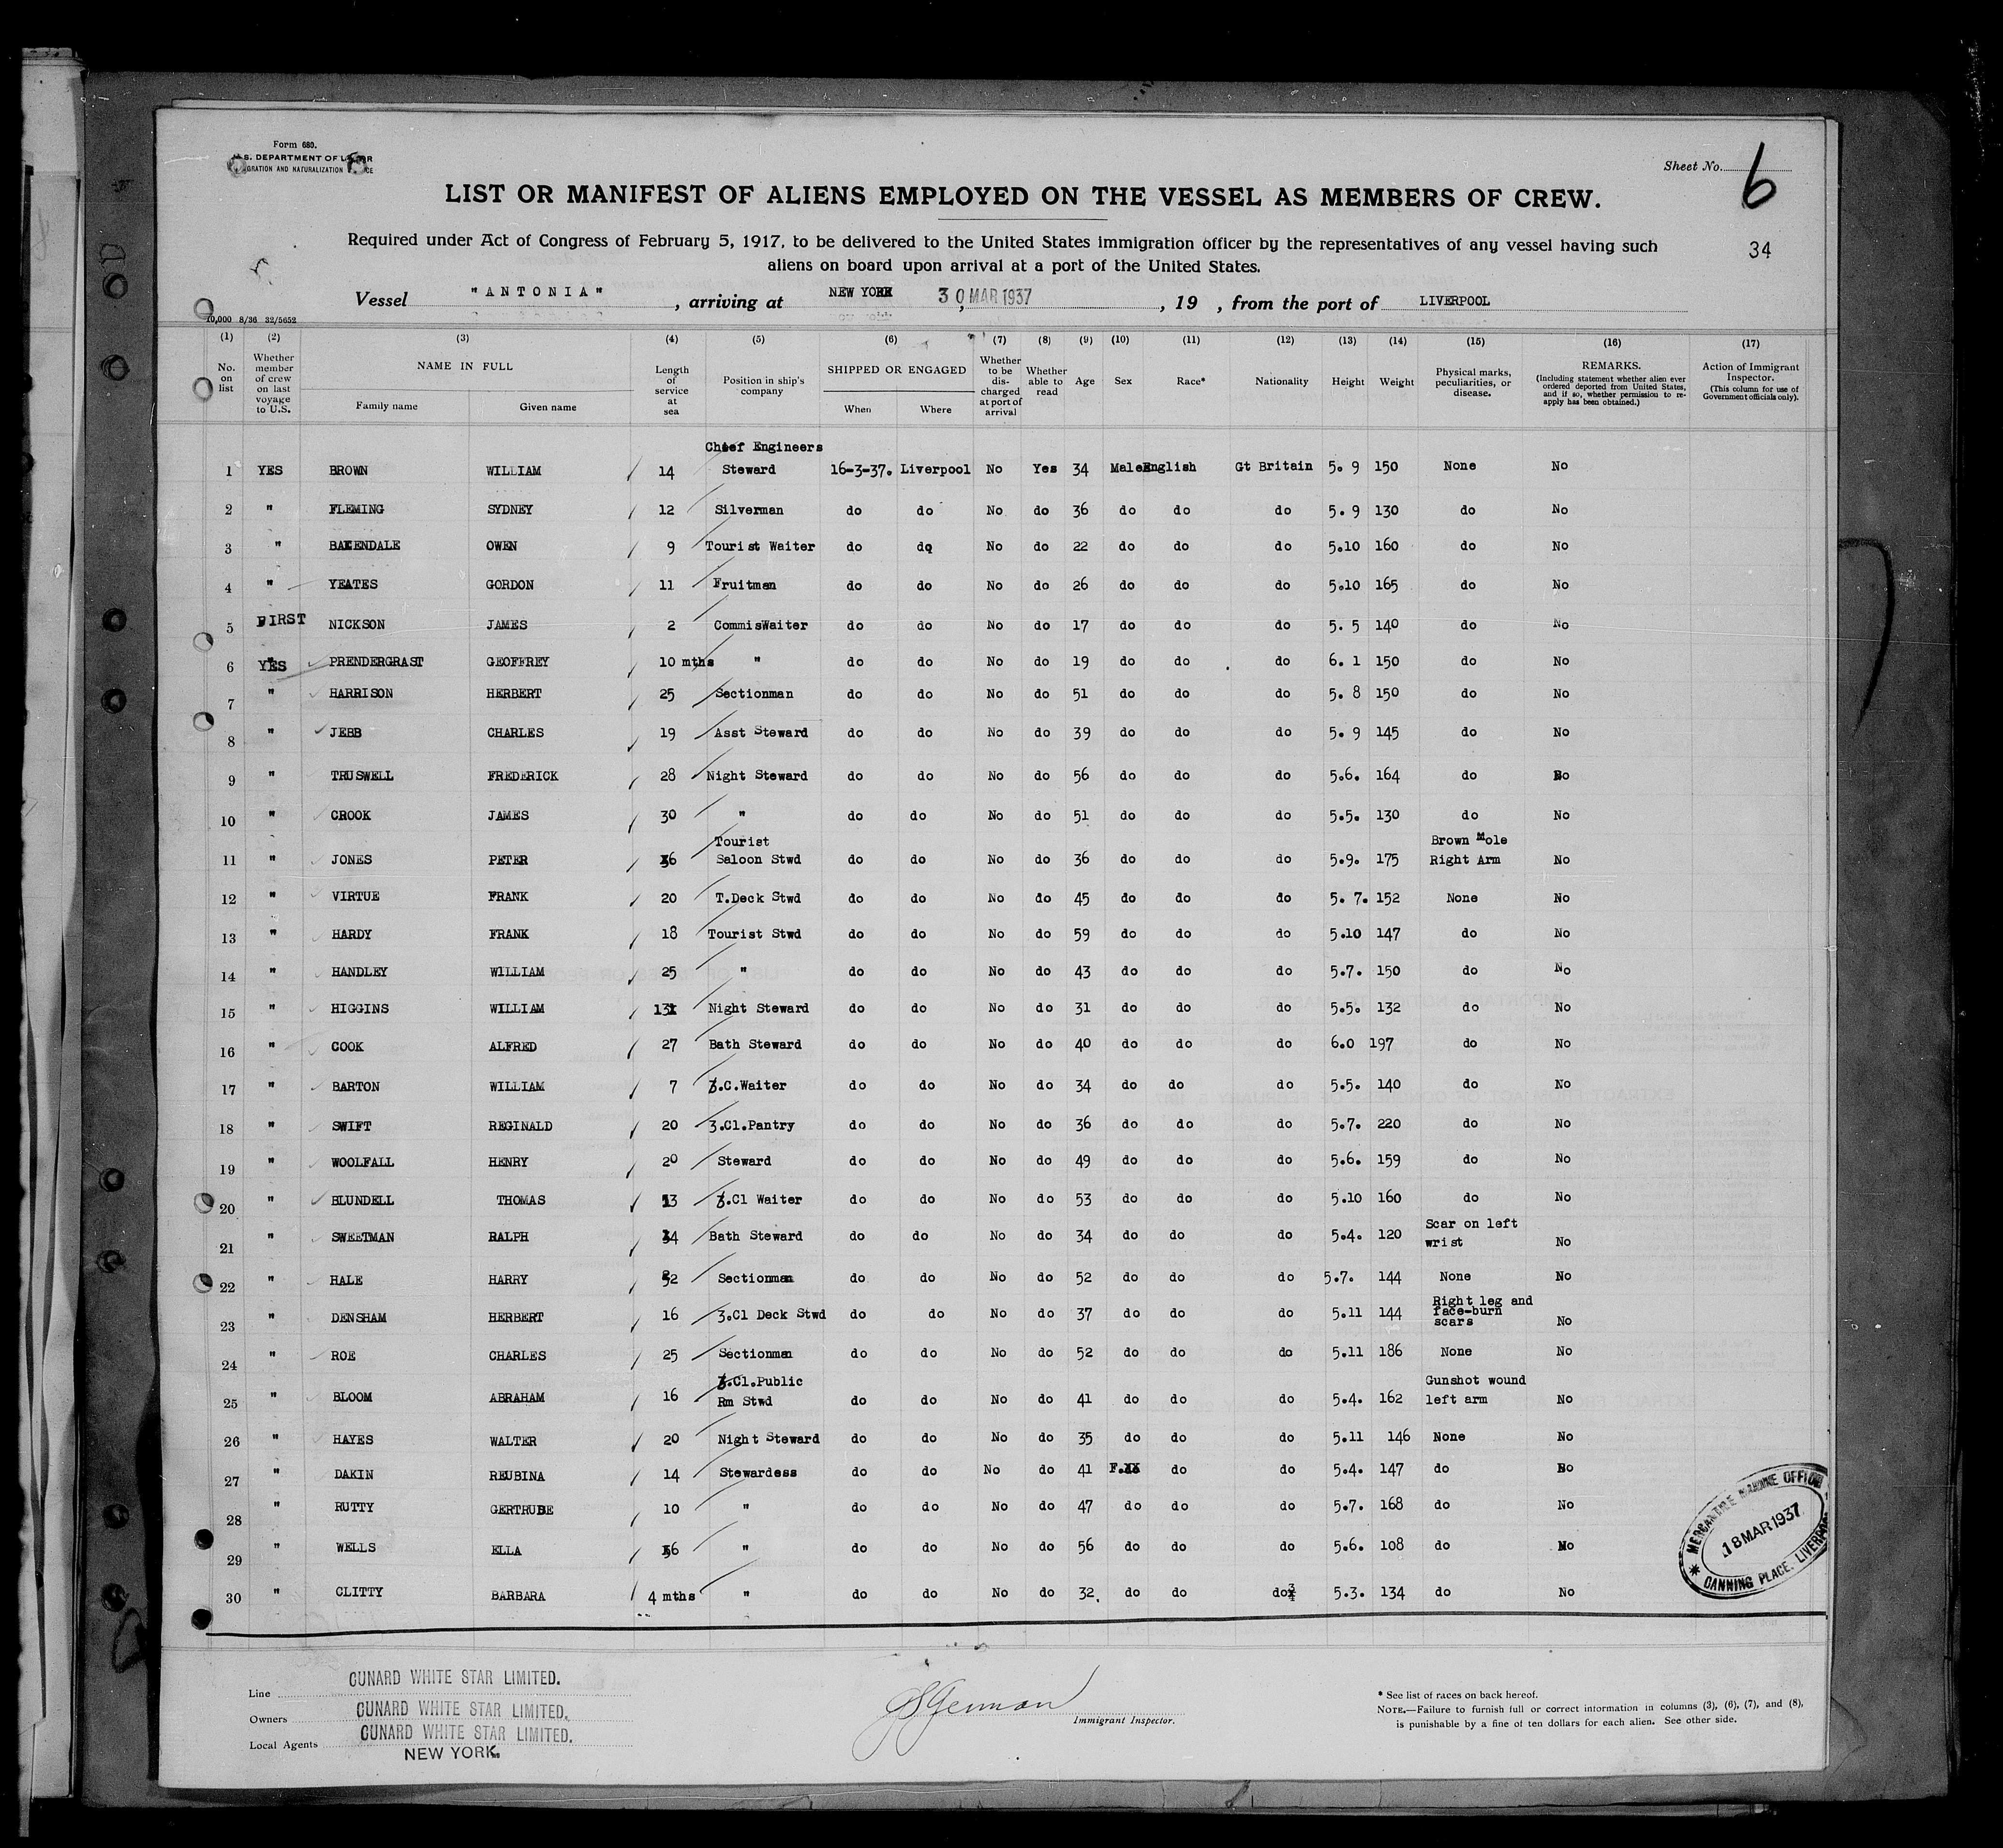 Form 680.
U.S. DEPARTMENT OF LABOR
IMMIGRATION AND NATURALIZATION SERVICE
Sheet No. 6
LIST OR MANIFEST OF ALIENS EMPLOYED ON THE VESSEL AS MEMBERS OF CREW.
Required under Act of Congress of February 5, 1917, to be delivered to the United States immigration officer by the representatives of any vessel having such
34
aliens on board upon arrival at a port of the United States.
Vessel "ANTONIA", arriving at NEW YORK, 30 MAR 1937, 19 , from the port of LIVERPOOL
10,000 8/36 32/5652
(1) (2) (3) (4) (5) (6) (7) (8) (9) (10) (11) (12) (13) (14) (15) (16) (17)
No. on list | Whether member of crew on last voyage to U.S. | NAME IN FULL Family name Given name | Length of service at sea | Position in ship's company | SHIPPED OR ENGAGED When Where | Whether to be discharged at port of arrival | Whether able to read | Age | Sex | Race* | Nationality | Height | Weight | Physical marks, peculiarities, or disease. | REMARKS. (Including statement whether alien ever ordered deported from United States, and if so, whether permission to re-apply has been obtained.) | Action of Immigrant Inspector. (This column for use of Government officials only).
1 YES BROWN WILLIAM 14 Chief Engineers Steward 16-3-37. Liverpool No Yes 34 Male English Gt Britain 5. 9 150 None No
2 " FLEMING SYDNEY 12 Silverman do do No do 36 do do do 5. 9 130 do No
3 " BAXENDALE OWEN 9 Tourist Waiter do do No do 22 do do do 5.10 160 do No
4 " YEATES GORDON 11 Fruitman do do No do 26 do do do 5.10 165 do No
5 FIRST NICKSON JAMES 2 CommisWaiter do do No do 17 do do do 5. 5 140 do No
6 YES PRENDERGRAST GEOFFREY 10 mths " do do No do 19 do do do 6. 1 150 do No
7 " HARRISON HERBERT 25 Sectionman do do No do 51 do do do 5. 8 150 do No
8 " JEBB CHARLES 19 Asst Steward do do No do 39 do do do 5. 9 145 do No
9 " TRUSWELL FREDERICK 28 Night Steward do do No do 56 do do do 5.6. 164 do No
10 " CROOK JAMES 30 " do do No do 51 do do do 5.5. 130 do No
11 " JONES PETER 6 Tourist Saloon Stwd do do No do 36 do do do 5.9. 175 Brown Mole Right Arm No
12 " VIRTUE FRANK 20 T.Deck Stwd do do No do 45 do do do 5. 7. 152 None No
13 " HARDY FRANK 18 Tourist Stwd do do No do 59 do do do 5.10 147 do No
14 " HANDLEY WILLIAM 25 " do do No do 43 do do do 5.7. 150 do No
15 " HIGGINS WILLIAM 13 Night Steward do do No do 31 do do do 5.5. 132 do No
16 " COOK ALFRED 27 Bath Steward do do No do 40 do do do 6.0 197 do No
17 " BARTON WILLIAM 7 3.C.Waiter do do No do 34 do do do 5.5. 140 do No
18 " SWIFT REGINALD 20 3.Cl.Pantry do do No do 36 do do do 5.7. 220 do No
19 " WOOLFALL HENRY 20 Steward do do No do 49 do do do 5.6. 159 do No
20 " BLUNDELL THOMAS 13 3.Cl Waiter do do No do 53 do do do 5.10 160 do No
21 " SWEETMAN RALPH 4 Bath Steward do do No do 34 do do do 5.4. 120 Scar on left wrist No
22 " HALE HARRY 2 Sectionman do do No do 52 do do do 5.7. 144 None No
23 " DENSHAM HERBERT 16 3.Cl Deck Stwd do do No do 37 do do do 5.11 144 Right leg and face-burn scars No
24 " ROE CHARLES 25 Sectionman do do No do 52 do do do 5.11 186 None No
25 " BLOOM ABRAHAM 16 3.Cl.Public Rm Stwd do do No do 41 do do do 5.4. 162 Gunshot wound left arm No
26 " HAYES WALTER 20 Night Steward do do No do 35 do do do 5.11 146 None No
27 " DAKIN REUBINA 14 Stewardess do do No do 41 F. do do 5.4. 147 do No
28 " RUTTY GERTRUDE 10 " do do No do 47 do do do 5.7. 168 do No
29 " WELLS ELLA 6 " do do No do 56 do do do 5.6. 108 do No
30 " CLITTY BARBARA 4 mths " do do No do 32. do do do 5.3. 134 do No
MERCANTILE MARINE OFFICE
18 MAR 1937
CANNING PLACE, LIVERPOOL
Line CUNARD WHITE STAR LIMITED.
Owners CUNARD WHITE STAR LIMITED.
Local Agents CUNARD WHITE STAR LIMITED.
NEW YORK.
Immigrant Inspector.
* See list of races on back hereof.
NOTE.—Failure to furnish full or correct information in columns (3), (6), (7), and (8),
is punishable by a fine of ten dollars for each alien. See other side.